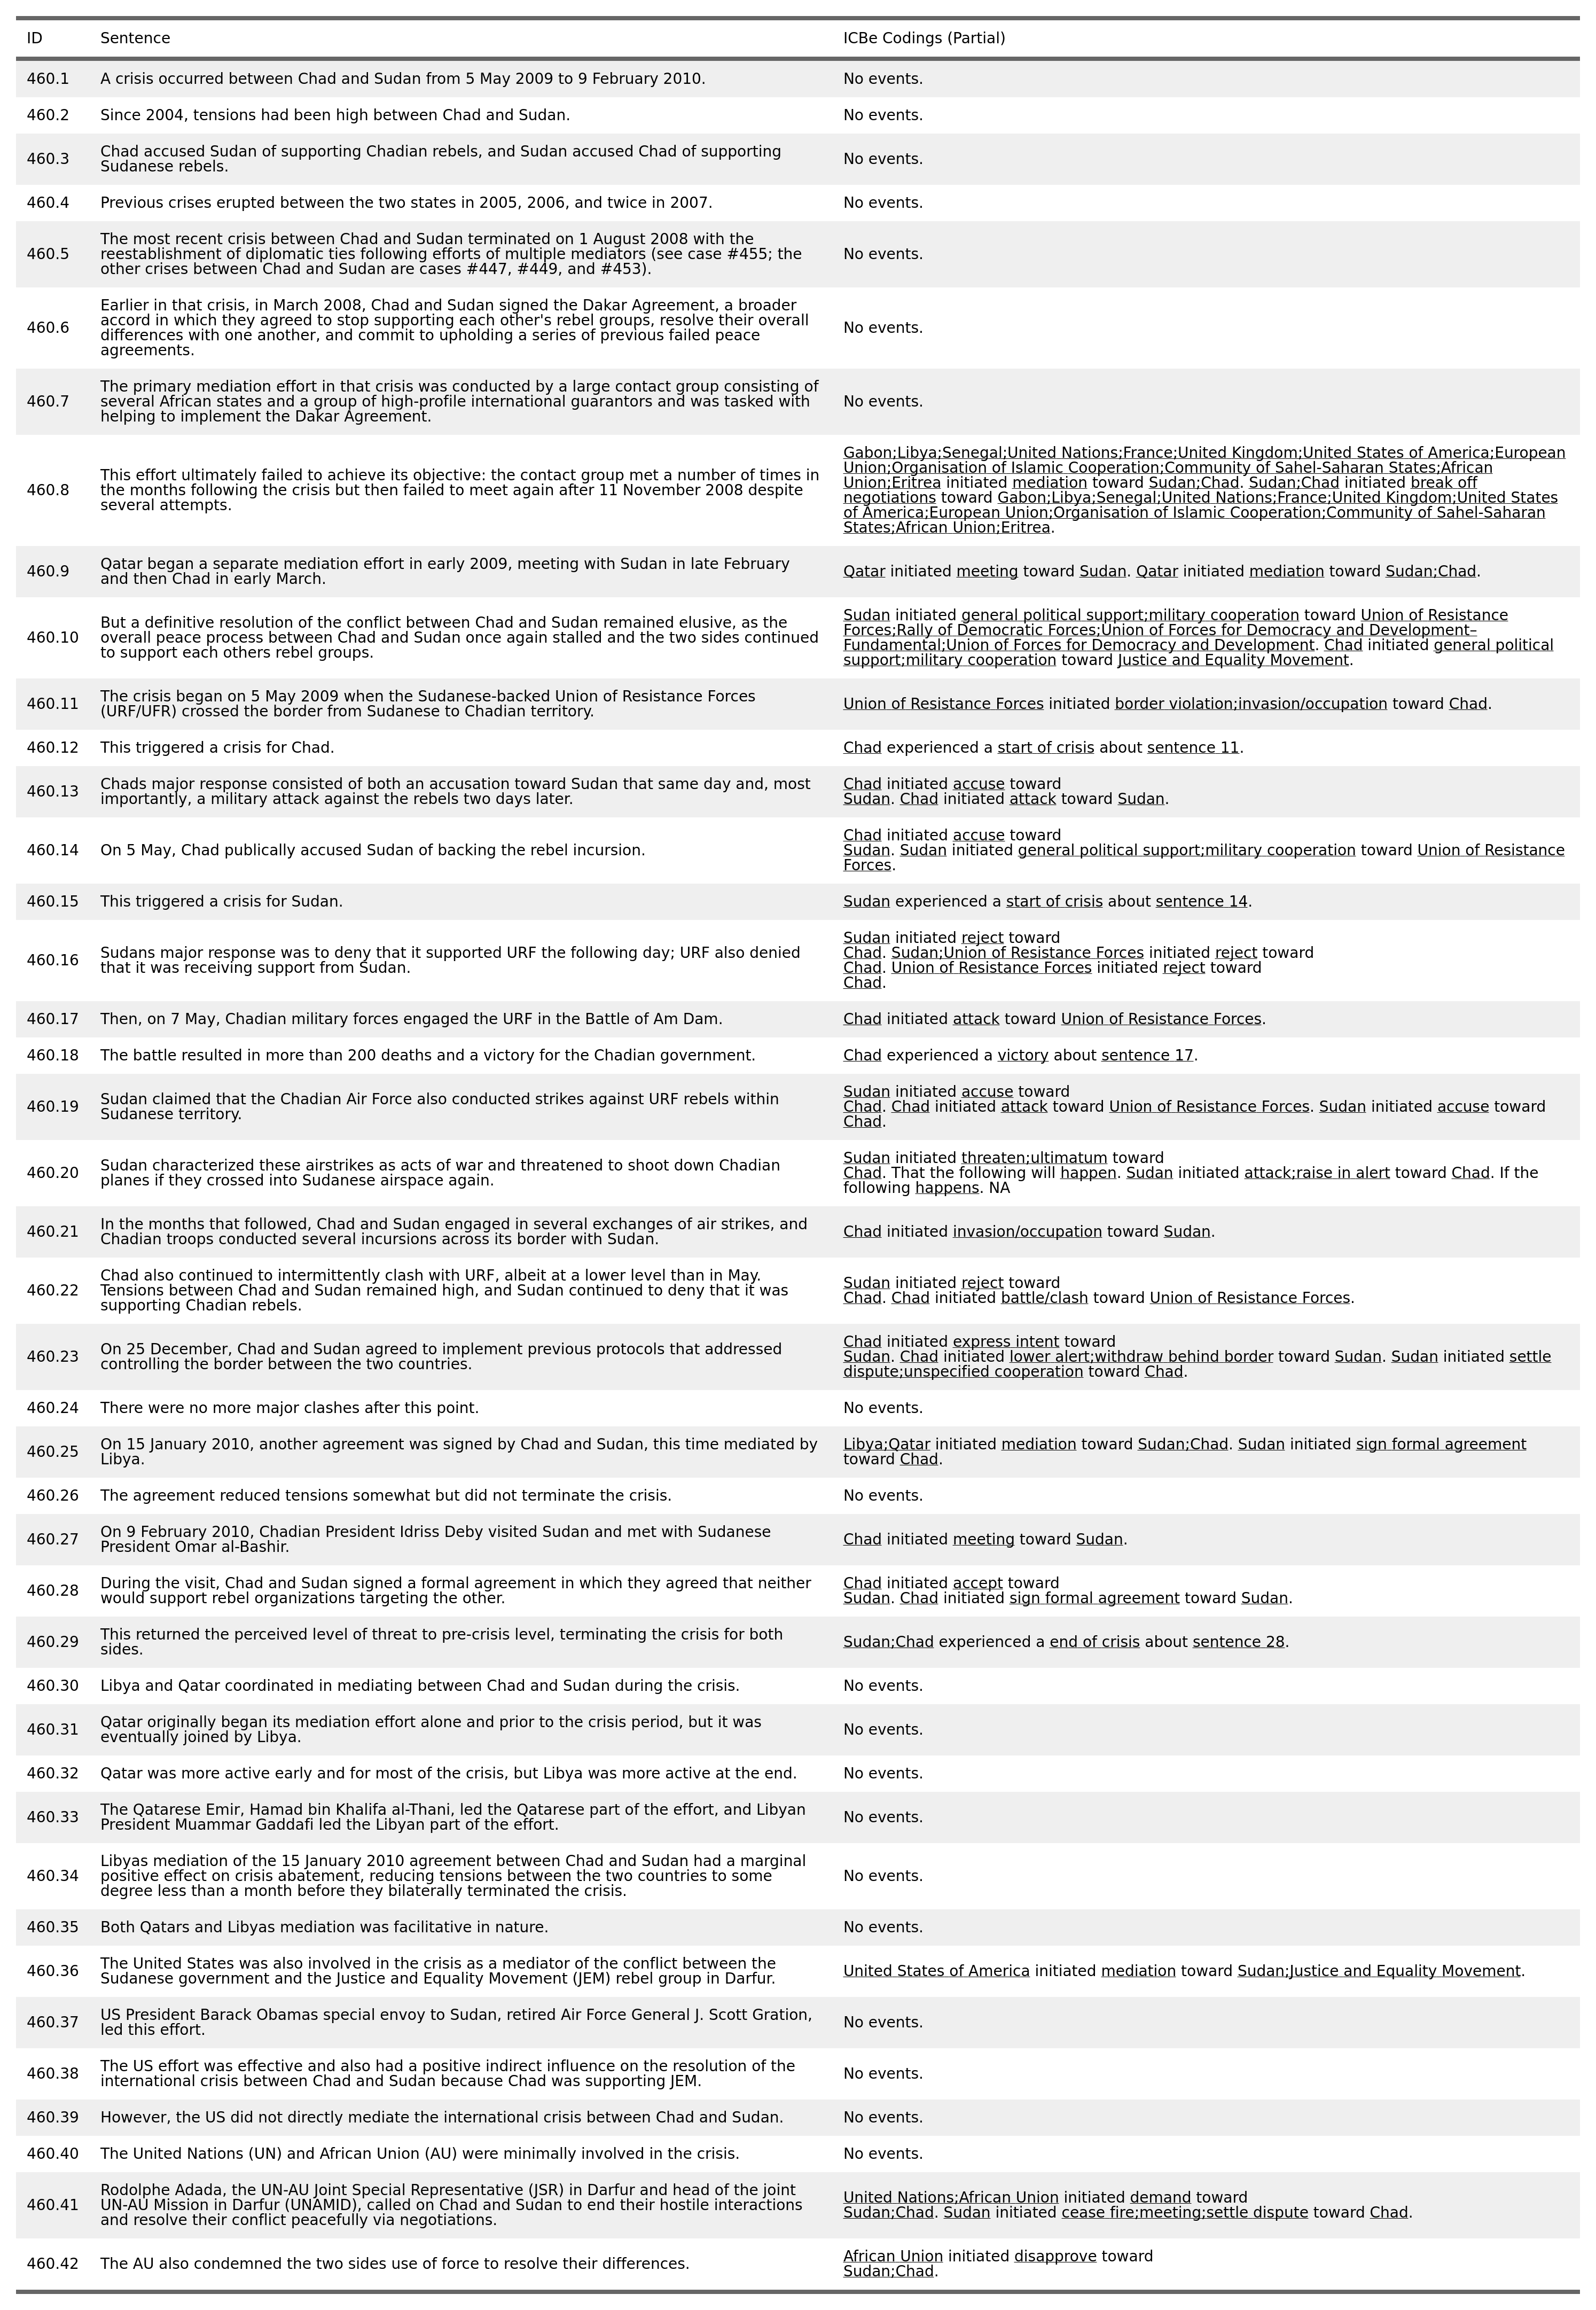 ID Sentence ICBe Codings (Partial)
460.1 A crisis occurred between Chad and Sudan from 5 May 2009 to 9 February 2010. No events.
460.2 Since 2004, tensions had been high between Chad and Sudan. No events.
460.3 Chad accused Sudan of supporting Chadian rebels, and Sudan accused Chad of supporting
Sudanese rebels.
No events.
460.4 Previous crises erupted between the two states in 2005, 2006, and twice in 2007. No events.
460.5 The most recent crisis between Chad and Sudan terminated on 1 August 2008 with the
reestablishment of diplomatic ties following efforts of multiple mediators (see case #455; the
other crises between Chad and Sudan are cases #447, #449, and #453).
No events.
460.6 Earlier in that crisis, in March 2008, Chad and Sudan signed the Dakar Agreement, a broader
accord in which they agreed to stop supporting each other's rebel groups, resolve their overall
differences with one another, and commit to upholding a series of previous failed peace
agreements.
No events.
460.7 The primary mediation effort in that crisis was conducted by a large contact group consisting of
several African states and a group of high-profile international guarantors and was tasked with
helping to implement the Dakar Agreement.
No events.
460.8 This effort ultimately failed to achieve its objective: the contact group met a number of times in
the months following the crisis but then failed to meet again after 11 November 2008 despite
several attempts.
Gabon;Libya;Senegal;United Nations;France;United Kingdom;United States of America;European
Union;Organisation of Islamic Cooperation;Community of Sahel-Saharan States;African
Union;Eritrea initiated mediation toward Sudan;Chad. Sudan;Chad initiated break off
negotiations toward Gabon;Libya;Senegal;United Nations;France;United Kingdom;United States
of America;European Union;Organisation of Islamic Cooperation;Community of Sahel-Saharan
States;African Union;Eritrea.
460.9 Qatar began a separate mediation effort in early 2009, meeting with Sudan in late February
and then Chad in early March.
Qatar initiated meeting toward Sudan. Qatar initiated mediation toward Sudan;Chad.
460.10 But a definitive resolution of the conflict between Chad and Sudan remained elusive, as the
overall peace process between Chad and Sudan once again stalled and the two sides continued
to support each others rebel groups.
Sudan initiated general political support;military cooperation toward Union of Resistance
Forces;Rally of Democratic Forces;Union of Forces for Democracy and Development–
Fundamental;Union of Forces for Democracy and Development. Chad initiated general political
support;military cooperation toward Justice and Equality Movement.
460.11 The crisis began on 5 May 2009 when the Sudanese-backed Union of Resistance Forces
(URF/UFR) crossed the border from Sudanese to Chadian territory.
Union of Resistance Forces initiated border violation;invasion/occupation toward Chad.
460.12 This triggered a crisis for Chad. Chad experienced a start of crisis about sentence 11.
460.13 Chads major response consisted of both an accusation toward Sudan that same day and, most
importantly, a military attack against the rebels two days later.
Chad initiated accuse toward
Sudan. Chad initiated attack toward Sudan.
460.14 On 5 May, Chad publically accused Sudan of backing the rebel incursion.
Chad initiated accuse toward
Sudan. Sudan initiated general political support;military cooperation toward Union of Resistance
Forces.
460.15 This triggered a crisis for Sudan. Sudan experienced a start of crisis about sentence 14.
460.16 Sudans major response was to deny that it supported URF the following day; URF also denied
that it was receiving support from Sudan.
Sudan initiated reject toward
Chad. Sudan;Union of Resistance Forces initiated reject toward
Chad. Union of Resistance Forces initiated reject toward
Chad.
460.17 Then, on 7 May, Chadian military forces engaged the URF in the Battle of Am Dam. Chad initiated attack toward Union of Resistance Forces.
460.18 The battle resulted in more than 200 deaths and a victory for the Chadian government. Chad experienced a victory about sentence 17.
460.19 Sudan claimed that the Chadian Air Force also conducted strikes against URF rebels within
Sudanese territory.
Sudan initiated accuse toward
Chad. Chad initiated attack toward Union of Resistance Forces. Sudan initiated accuse toward
Chad.
460.20 Sudan characterized these airstrikes as acts of war and threatened to shoot down Chadian
planes if they crossed into Sudanese airspace again.
Sudan initiated threaten;ultimatum toward
Chad. That the following will happen. Sudan initiated attack;raise in alert toward Chad. If the
following happens. NA
460.21 In the months that followed, Chad and Sudan engaged in several exchanges of air strikes, and
Chadian troops conducted several incursions across its border with Sudan.
Chad initiated invasion/occupation toward Sudan.
460.22 Chad also continued to intermittently clash with URF, albeit at a lower level than in May.
Tensions between Chad and Sudan remained high, and Sudan continued to deny that it was
supporting Chadian rebels.
Sudan initiated reject toward
Chad. Chad initiated battle/clash toward Union of Resistance Forces.
460.23 On 25 December, Chad and Sudan agreed to implement previous protocols that addressed
controlling the border between the two countries.
Chad initiated express intent toward
Sudan. Chad initiated lower alert;withdraw behind border toward Sudan. Sudan initiated settle
dispute;unspecified cooperation toward Chad.
460.24 There were no more major clashes after this point. No events.
460.25 On 15 January 2010, another agreement was signed by Chad and Sudan, this time mediated by
Libya.
Libya;Qatar initiated mediation toward Sudan;Chad. Sudan initiated sign formal agreement
toward Chad.
460.26 The agreement reduced tensions somewhat but did not terminate the crisis. No events.
460.27 On 9 February 2010, Chadian President Idriss Deby visited Sudan and met with Sudanese
President Omar al-Bashir.
Chad initiated meeting toward Sudan.
460.28 During the visit, Chad and Sudan signed a formal agreement in which they agreed that neither
would support rebel organizations targeting the other.
Chad initiated accept toward
Sudan. Chad initiated sign formal agreement toward Sudan.
460.29 This returned the perceived level of threat to pre-crisis level, terminating the crisis for both
sides.
Sudan;Chad experienced a end of crisis about sentence 28.
460.30 Libya and Qatar coordinated in mediating between Chad and Sudan during the crisis. No events.
460.31 Qatar originally began its mediation effort alone and prior to the crisis period, but it was
eventually joined by Libya.
No events.
460.32 Qatar was more active early and for most of the crisis, but Libya was more active at the end. No events.
460.33 The Qatarese Emir, Hamad bin Khalifa al-Thani, led the Qatarese part of the effort, and Libyan
President Muammar Gaddafi led the Libyan part of the effort.
No events.
460.34 Libyas mediation of the 15 January 2010 agreement between Chad and Sudan had a marginal
positive effect on crisis abatement, reducing tensions between the two countries to some
degree less than a month before they bilaterally terminated the crisis.
No events.
460.35 Both Qatars and Libyas mediation was facilitative in nature. No events.
460.36 The United States was also involved in the crisis as a mediator of the conflict between the
Sudanese government and the Justice and Equality Movement (JEM) rebel group in Darfur.
United States of America initiated mediation toward Sudan;Justice and Equality Movement.
460.37 US President Barack Obamas special envoy to Sudan, retired Air Force General J. Scott Gration,
led this effort.
No events.
460.38 The US effort was effective and also had a positive indirect influence on the resolution of the
international crisis between Chad and Sudan because Chad was supporting JEM.
No events.
460.39 However, the US did not directly mediate the international crisis between Chad and Sudan. No events.
460.40 The United Nations (UN) and African Union (AU) were minimally involved in the crisis. No events.
460.41 Rodolphe Adada, the UN-AU Joint Special Representative (JSR) in Darfur and head of the joint
UN-AU Mission in Darfur (UNAMID), called on Chad and Sudan to end their hostile interactions
and resolve their conflict peacefully via negotiations.
United Nations;African Union initiated demand toward
Sudan;Chad. Sudan initiated cease fire;meeting;settle dispute toward Chad.
460.42 The AU also condemned the two sides use of force to resolve their differences.
African Union initiated disapprove toward
Sudan;Chad.